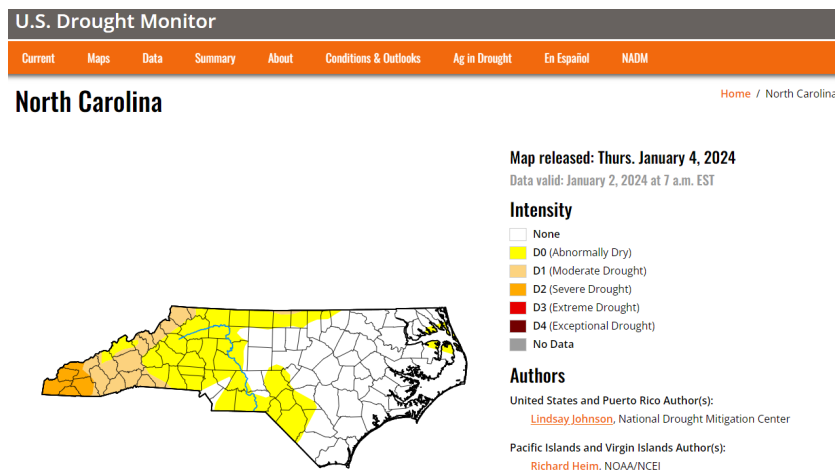 U.S. Drought Monitor
Current Maps Data Summary About Conditions & Outlooks Ag in Drought En Español NADM
North Carolina
Home / North Carolina
Map released: Thurs. January 4, 2024
Data valid: January 2, 2024 at 7 a.m. EST
Intensity
None
D0 (Abnormally Dry)
D1 (Moderate Drought)
D2 (Severe Drought)
D3 (Extreme Drought)
D4 (Exceptional Drought)
No Data
Authors
United States and Puerto Rico Author(s):
Lindsay Johnson, National Drought Mitigation Center
Pacific Islands and Virgin Islands Author(s):
Richard Heim, NOAA/NCEI